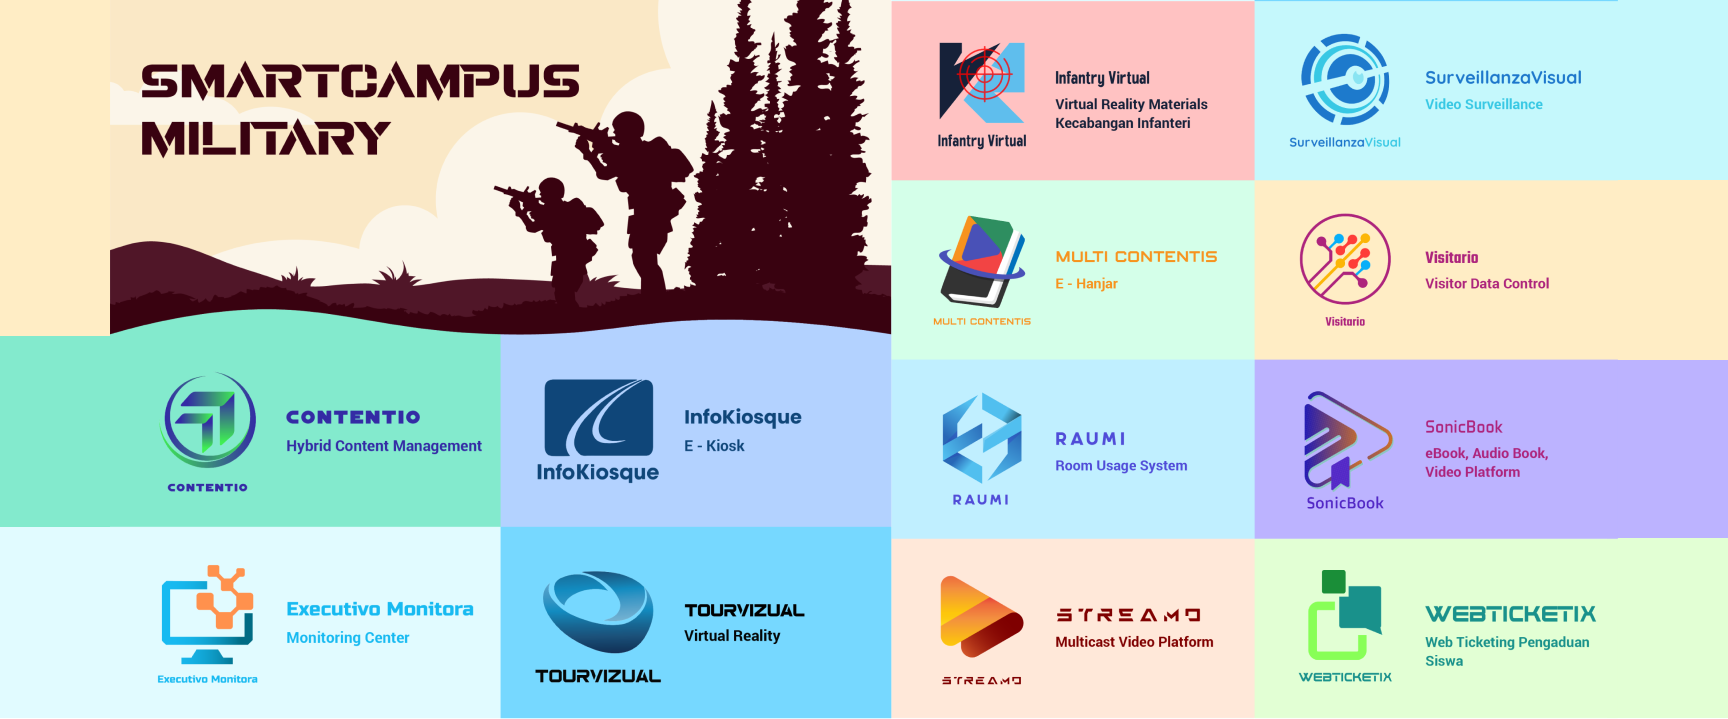 SMARTCAMPUS
MILITARY
Infantry Virtual
Virtual Reality Materials
Kecabangan Infanteri
Infantry Virtual
SurveillanzaVisual
Video Surveillance
SurveillanzaVisual
MULTI CONTENTIS
E - Hanjar
MULTI CONTENTIS
Visitario
Visitor Data Control
Visitario
CONTENTIO
Hybrid Content Management
CONTENTIO
InfoKiosque
E - Kiosk
InfoKiosque
RAUMI
Room Usage System
RAUMI
SonicBook
eBook, Audio Book,
Video Platform
SonicBook
Executivo Monitora
Monitoring Center
Executivo Monitora
TOURVIZUAL
Virtual Reality
TOURVIZUAL
STREAMO
Multicast Video Platform
STREAMO
WEBTICKETIX
Web Ticketing Pengaduan
Siswa
WEBTICKETIX